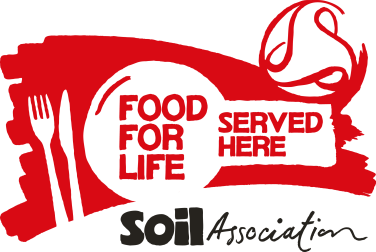 FOOD
FOR
LIFE
SERVED
HERE
Soil Association